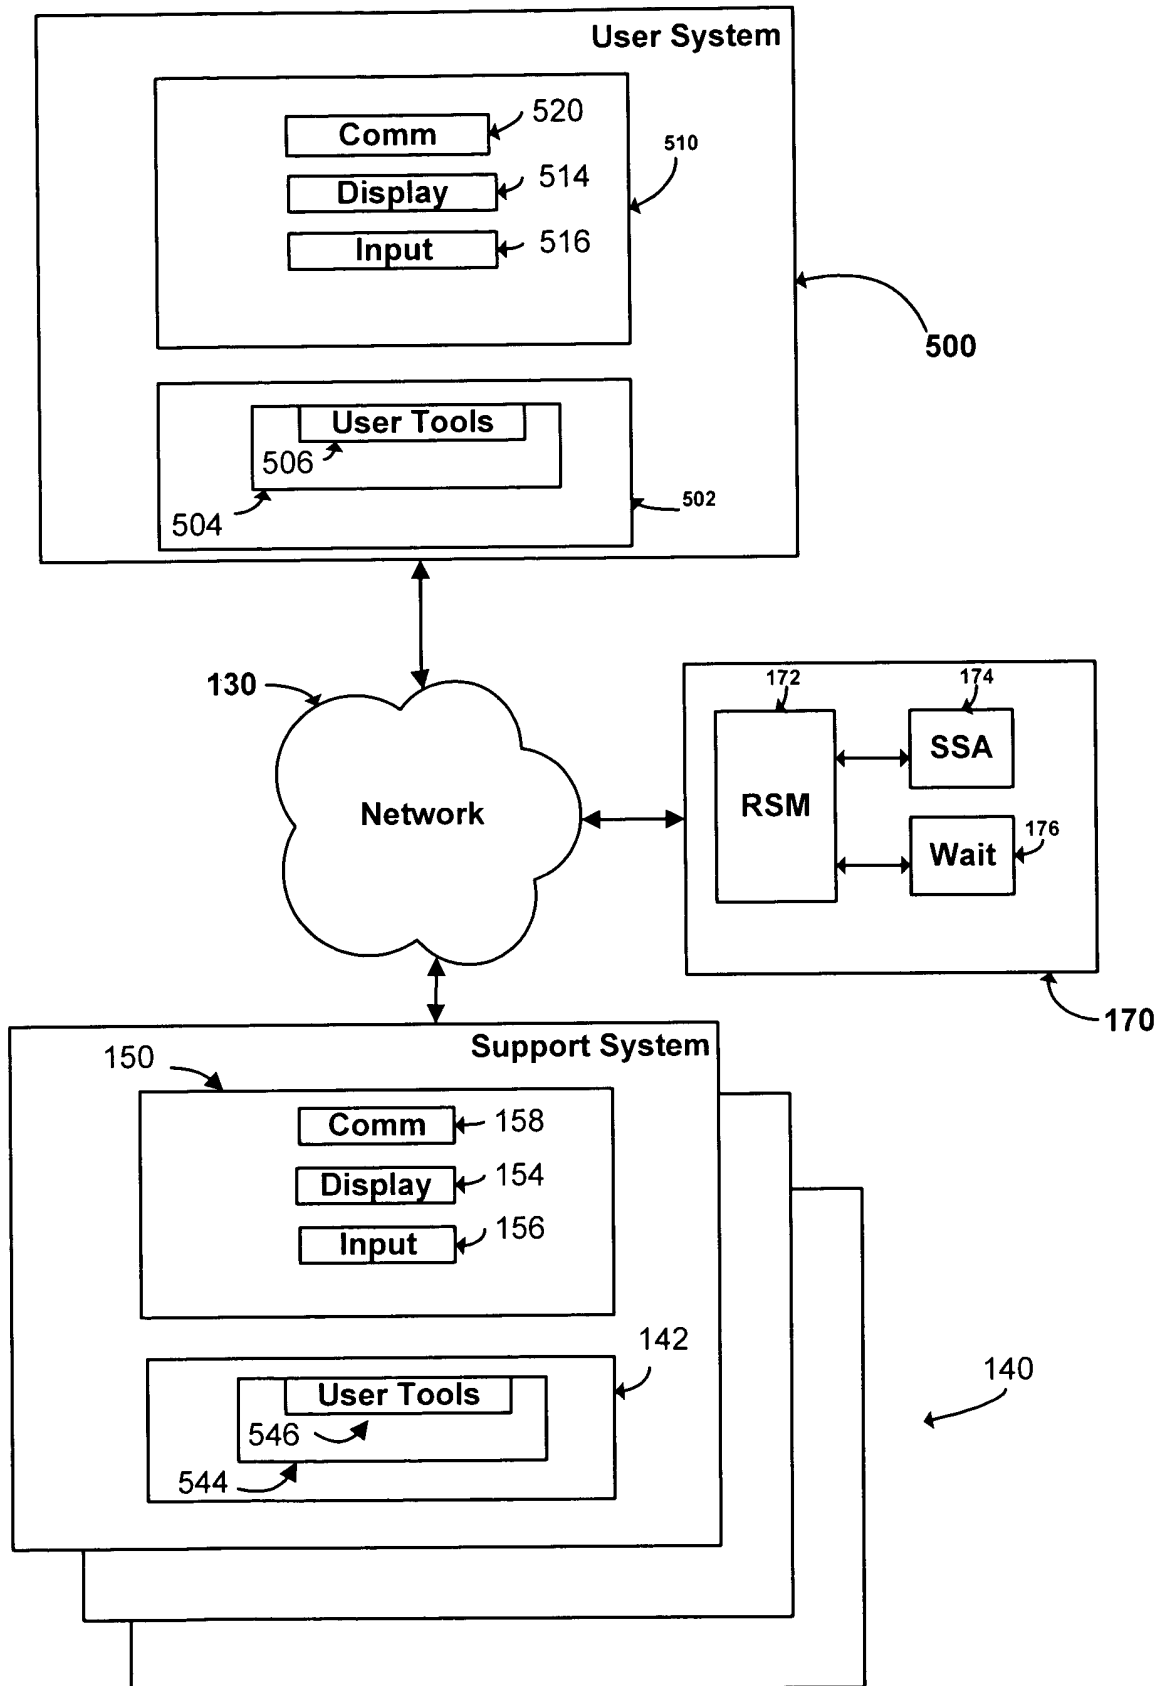 User System
Comm
520
510
Display
514
Input
516
500
User Tools
506
504
502
130
Network
172
174
RSM
SSA
Wait
176
170
Support System
150
Comm
158
Display
154
Input
156
142
User Tools
546
544
140